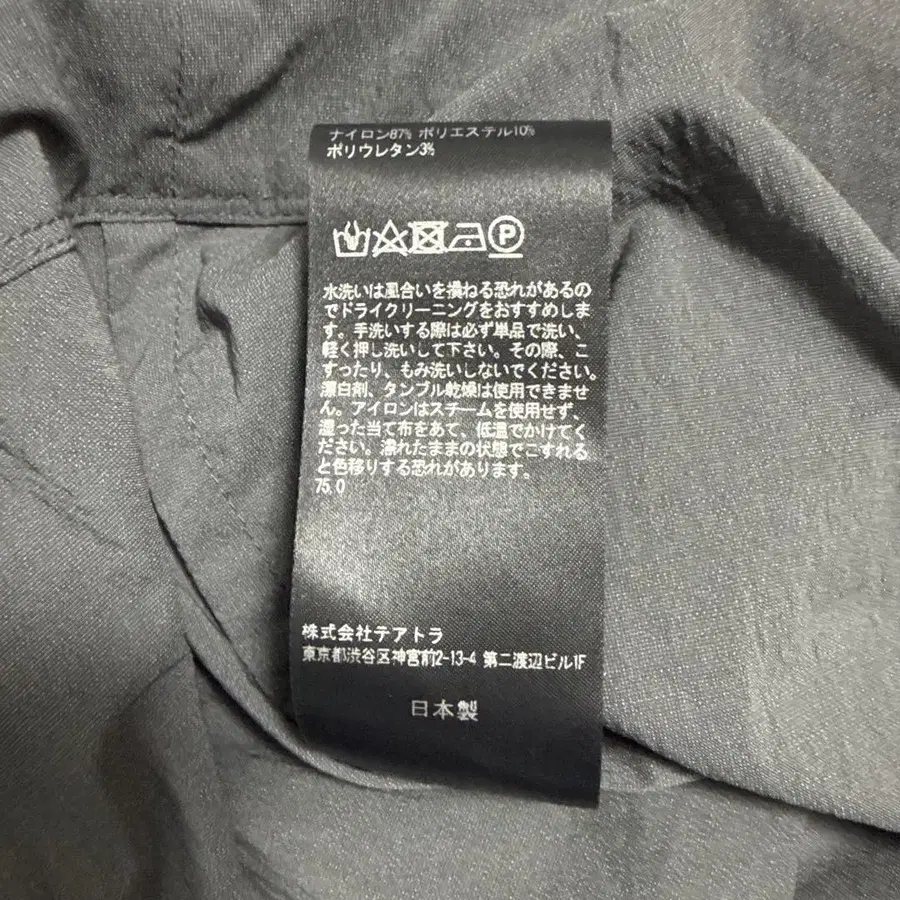 ナイロン87% ポリエステル10%
ポリウレタン3%
P
水洗いは風合いを損ねる恐れがあるの
でドライクリーニングをおすすめしま
す。手洗いする際は必ず単品で洗い、
軽く押し洗いして下さい。その際、こ
すったり、もみ洗いしないでください。
漂白剤、タンブル乾燥は使用できませ
ん。アイロンはスチームを使用せず、
湿った当て布をあて、低温でかけてく
ださい。濡れたままの状態でこすれる
と色移りする恐れがあります。
75.0
株式会社テアトラ
東京都渋谷区神宮前2-13-4 第二渡辺ビル1F
日本製